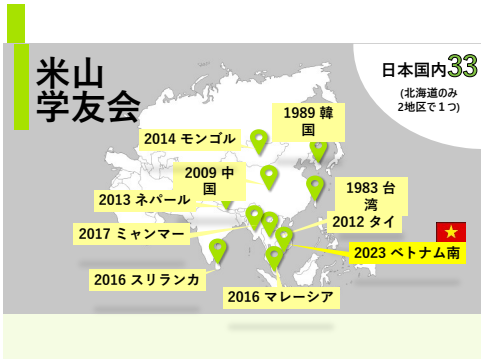 米山
学友会
日本国内33
(北海道のみ
2地区で１つ)
1989 韓
国
2014 モンゴル
2009 中
国
2013 ネパール
1983 台
湾
2012 タイ
2017 ミャンマー
2023 ベトナム南
2016 スリランカ
2016 マレーシア